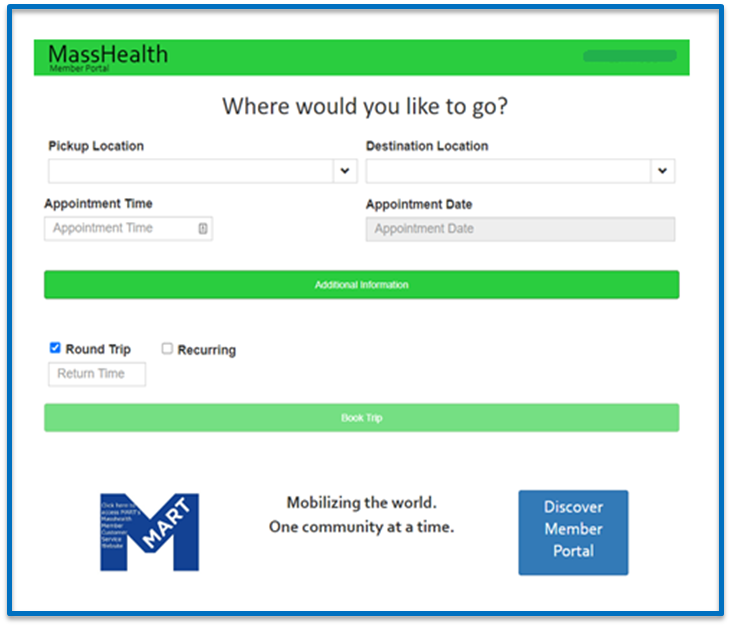 MassHealth
Member Portal
Where would you like to go?
Pickup Location
Destination Location
Appointment Time
Appointment Date
Appointment Time
Appointment Date
Additional Information
Round Trip
Recurring
Return Time
Book Trip
Click here to
access MART's
Masshealth
Member
Customer
Service
Website
MART
Mobilizing the world.
One community at a time.
Discover
Member
Portal